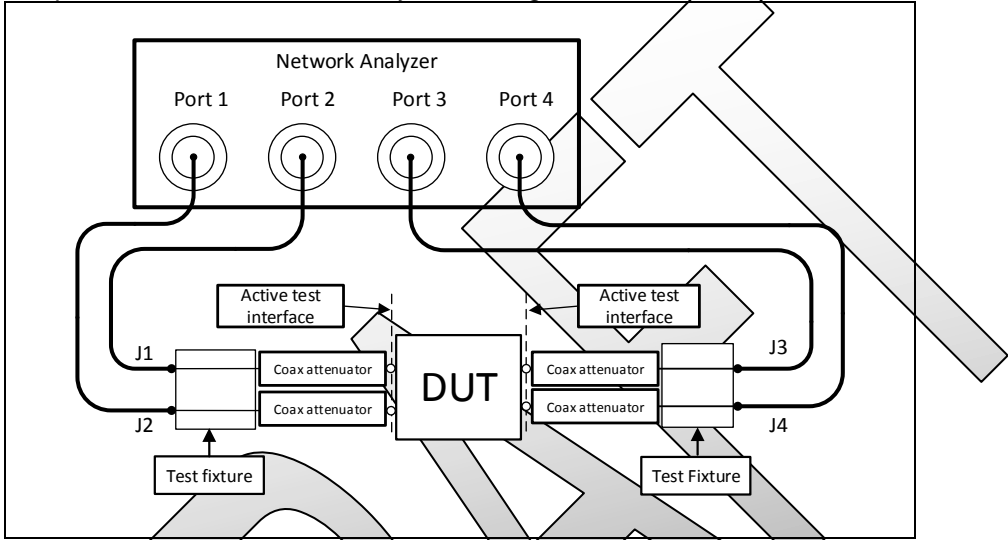 Network Analyzer
Port 1 Port 2 Port 3 Port 4
Active test
interface
Active test
interface
J1 Coax attenuator DUT Coax attenuator J3
J2 Coax attenuator Coax attenuator J4
Test fixture Test Fixture